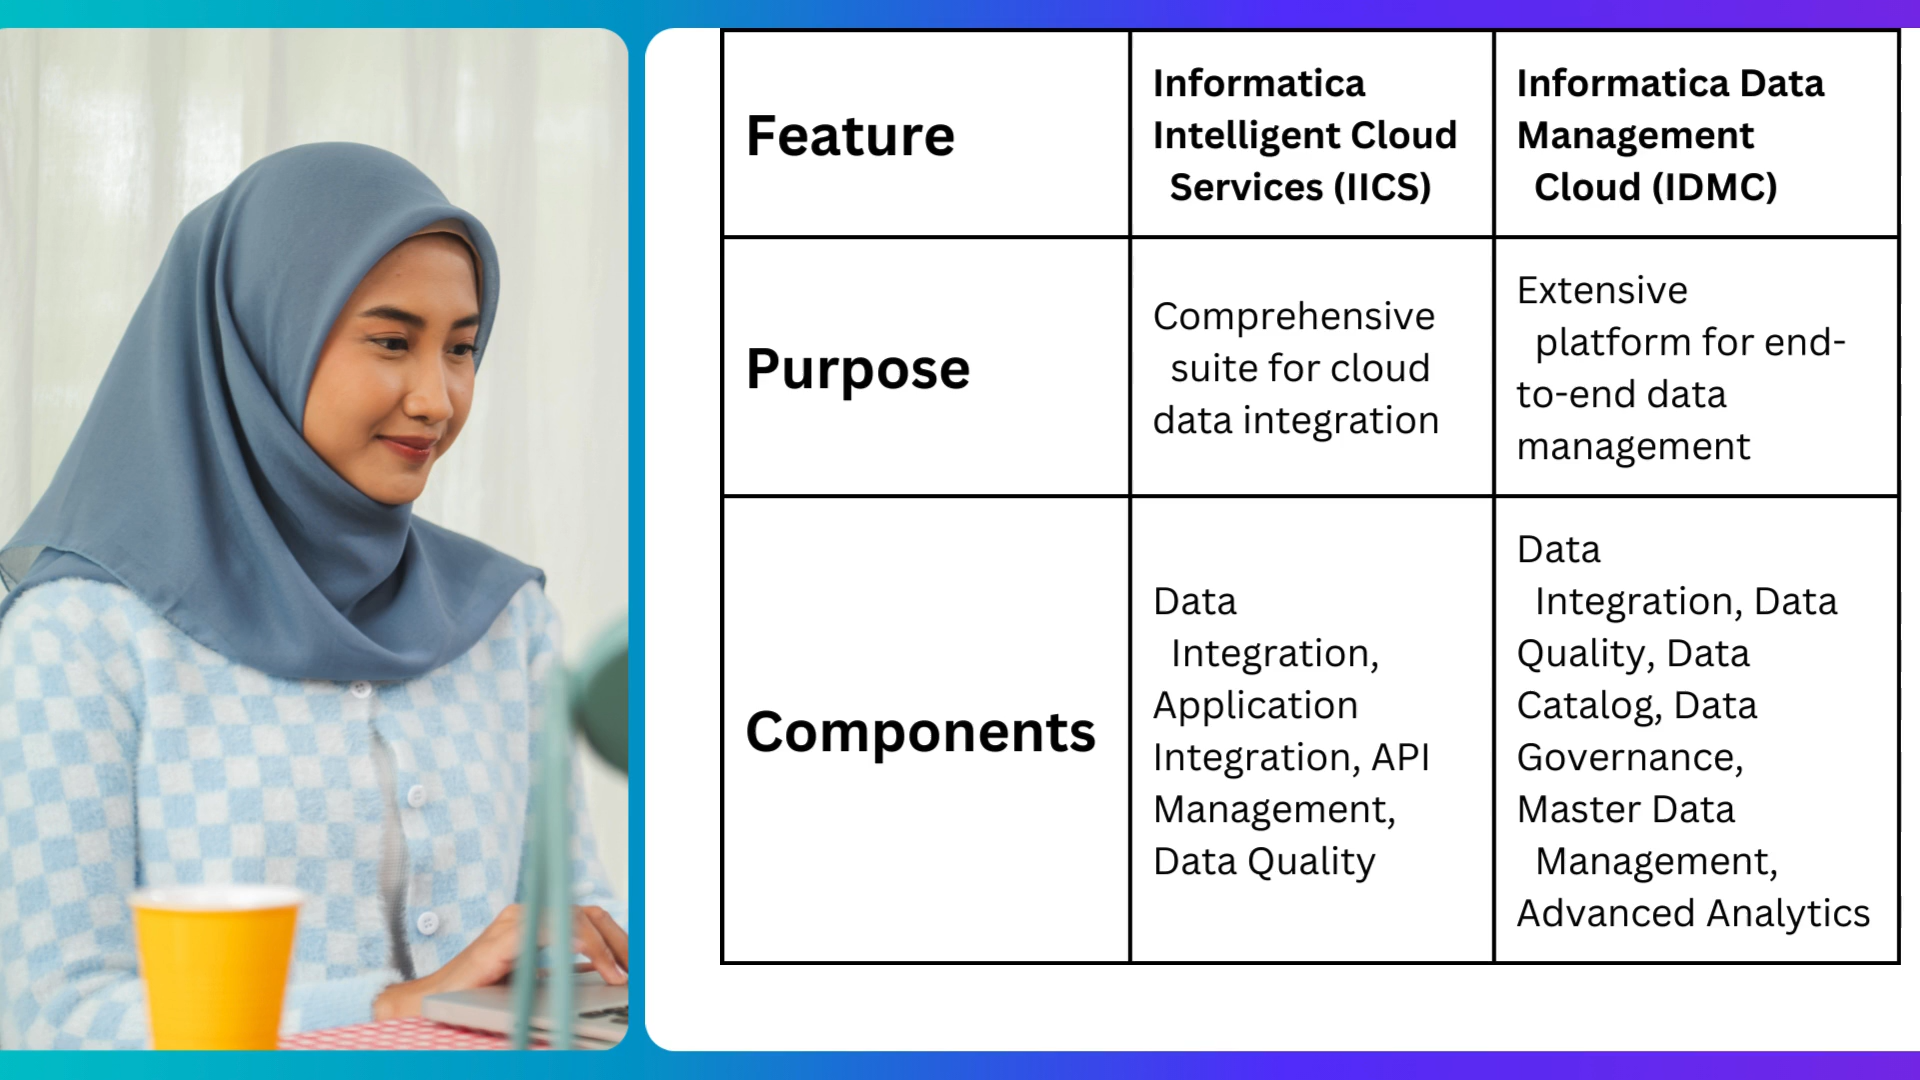 Feature
Informatica
Intelligent Cloud
Services (IICS)
Informatica Data
Management
Cloud (IDMC)
Purpose
Comprehensive
suite for cloud
data integration
Extensive
platform for end-
to-end data
management
Components
Data
Integration,
Application
Integration, API
Management,
Data Quality
Data
Integration, Data
Quality, Data
Catalog, Data
Governance,
Master Data
Management,
Advanced Analytics